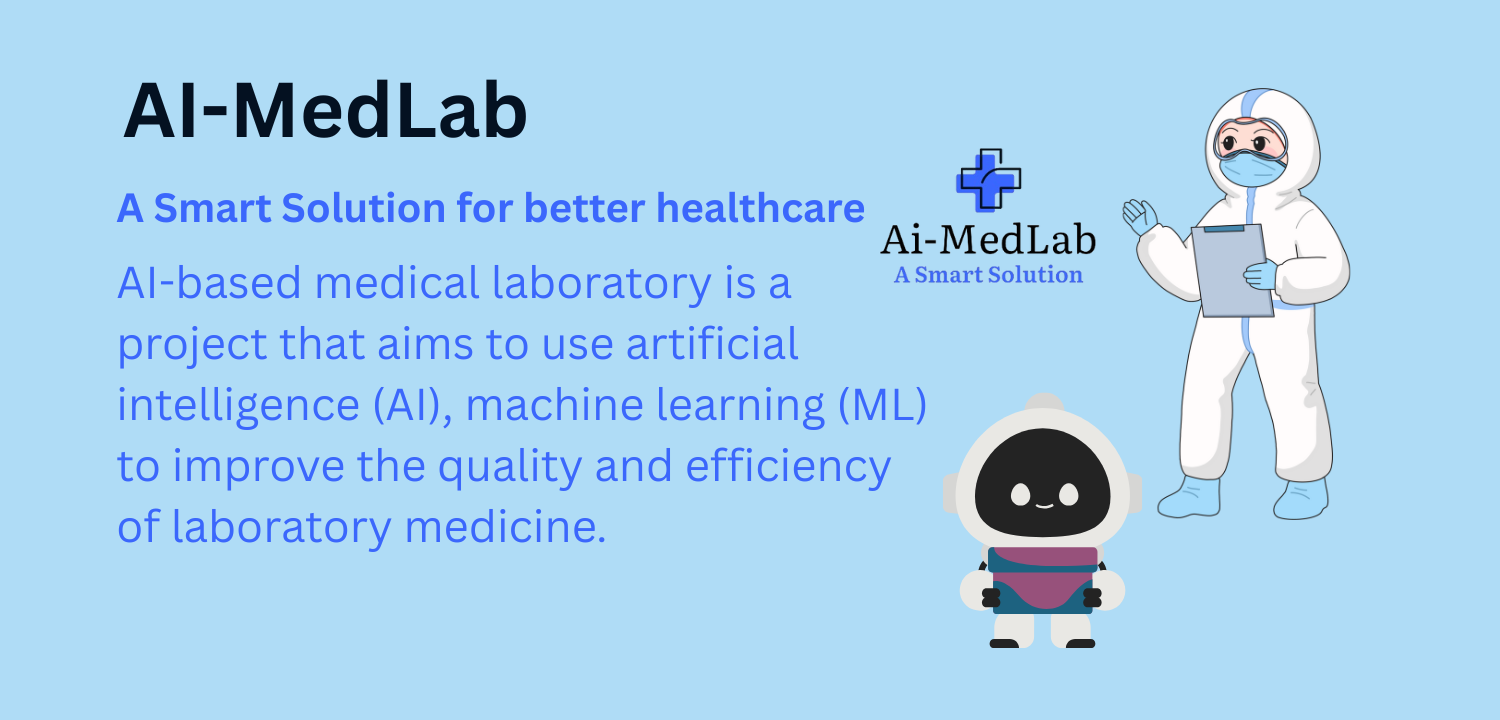 AI-MedLab
A Smart Solution for better healthcare
AI-based medical laboratory is a
project that aims to use artificial
intelligence (AI), machine learning (ML)
to improve the quality and efficiency
of laboratory medicine.
Ai-MedLab
A Smart Solution